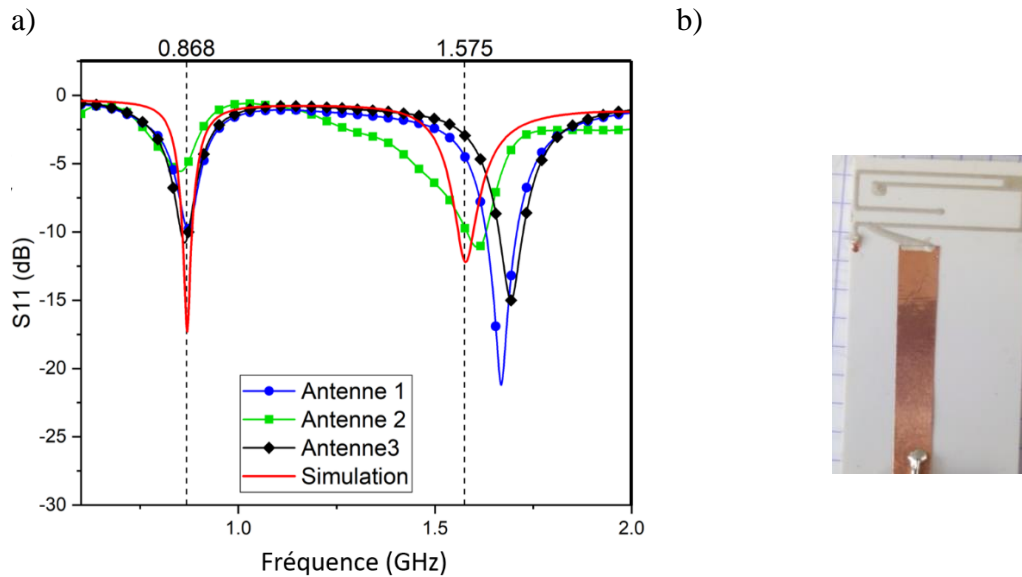 a)
b)
0.868
1.575
0
-5
-10
-15
-20
-25
-30
S11 (dB)
Antenne 1
Antenne 2
Antenne3
Simulation
1.0
1.5
2.0
Fréquence (GHz)